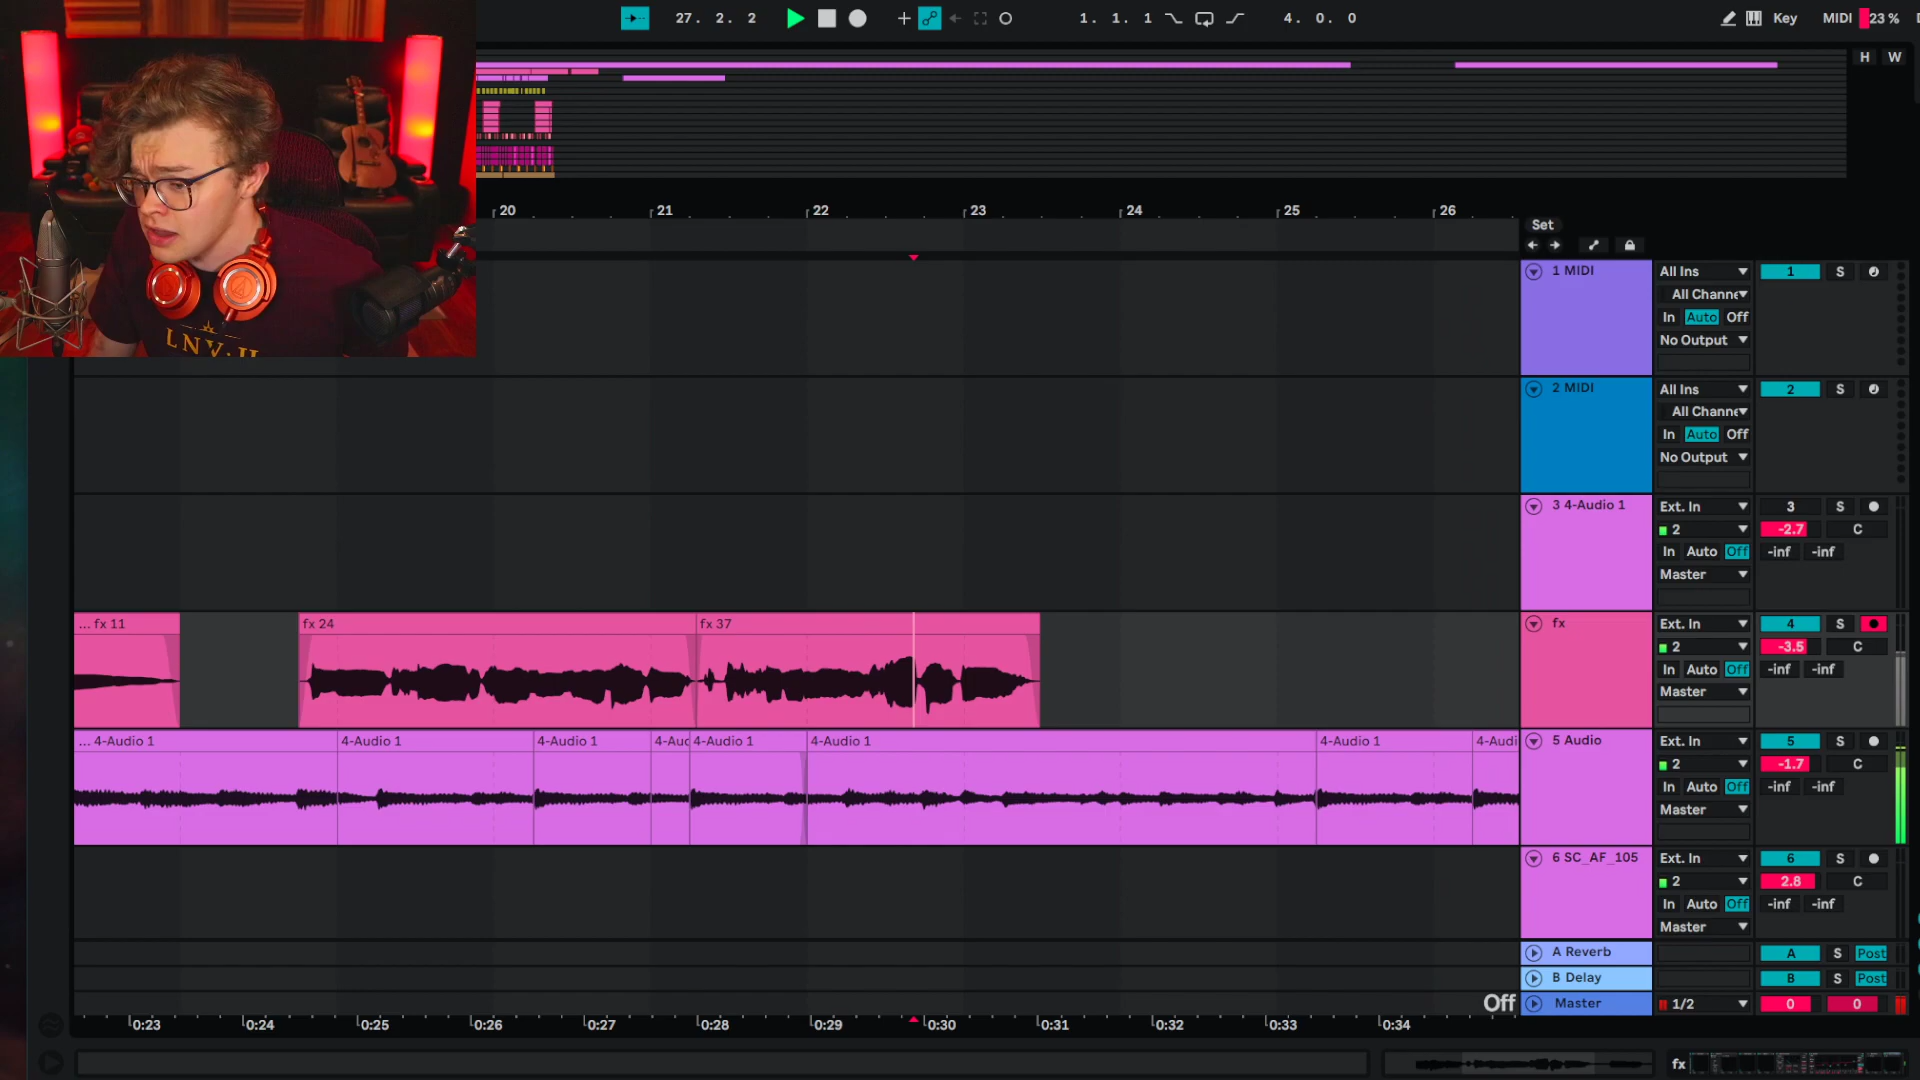 27. 2. 2
1. 1. 1
4. 0. 0
Key
MIDI
23 %
H
W
20
21
22
23
24
25
26
Set
1 MIDI
All Ins
1
S
All Channe
In
Auto
Off
No Output
2 MIDI
All Ins
2
S
All Channe
In
Auto
Off
No Output
3 4-Audio 1
Ext. In
3
S
2
-2.7
C
In
Auto
Off
-inf
-inf
Master
... fx 11
fx 24
fx 37
fx
Ext. In
4
S
2
-3.5
C
In
Auto
Off
-inf
-inf
Master
... 4-Audio 1
4-Audio 1
4-Audio 1
4-Aud
4-Audio 1
4-Audio 1
4-Audio 1
4-Audi
5 Audio
Ext. In
5
S
2
-1.7
C
In
Auto
Off
-inf
-inf
Master
6 SC_AF_105
Ext. In
6
S
2
2.8
C
In
Auto
Off
-inf
-inf
Master
A Reverb
A
S
Post
B Delay
B
S
Post
Off
Master
1/2
0
0
0:23
0:24
0:25
0:26
0:27
0:28
0:29
0:30
0:31
0:32
0:33
0:34
fx